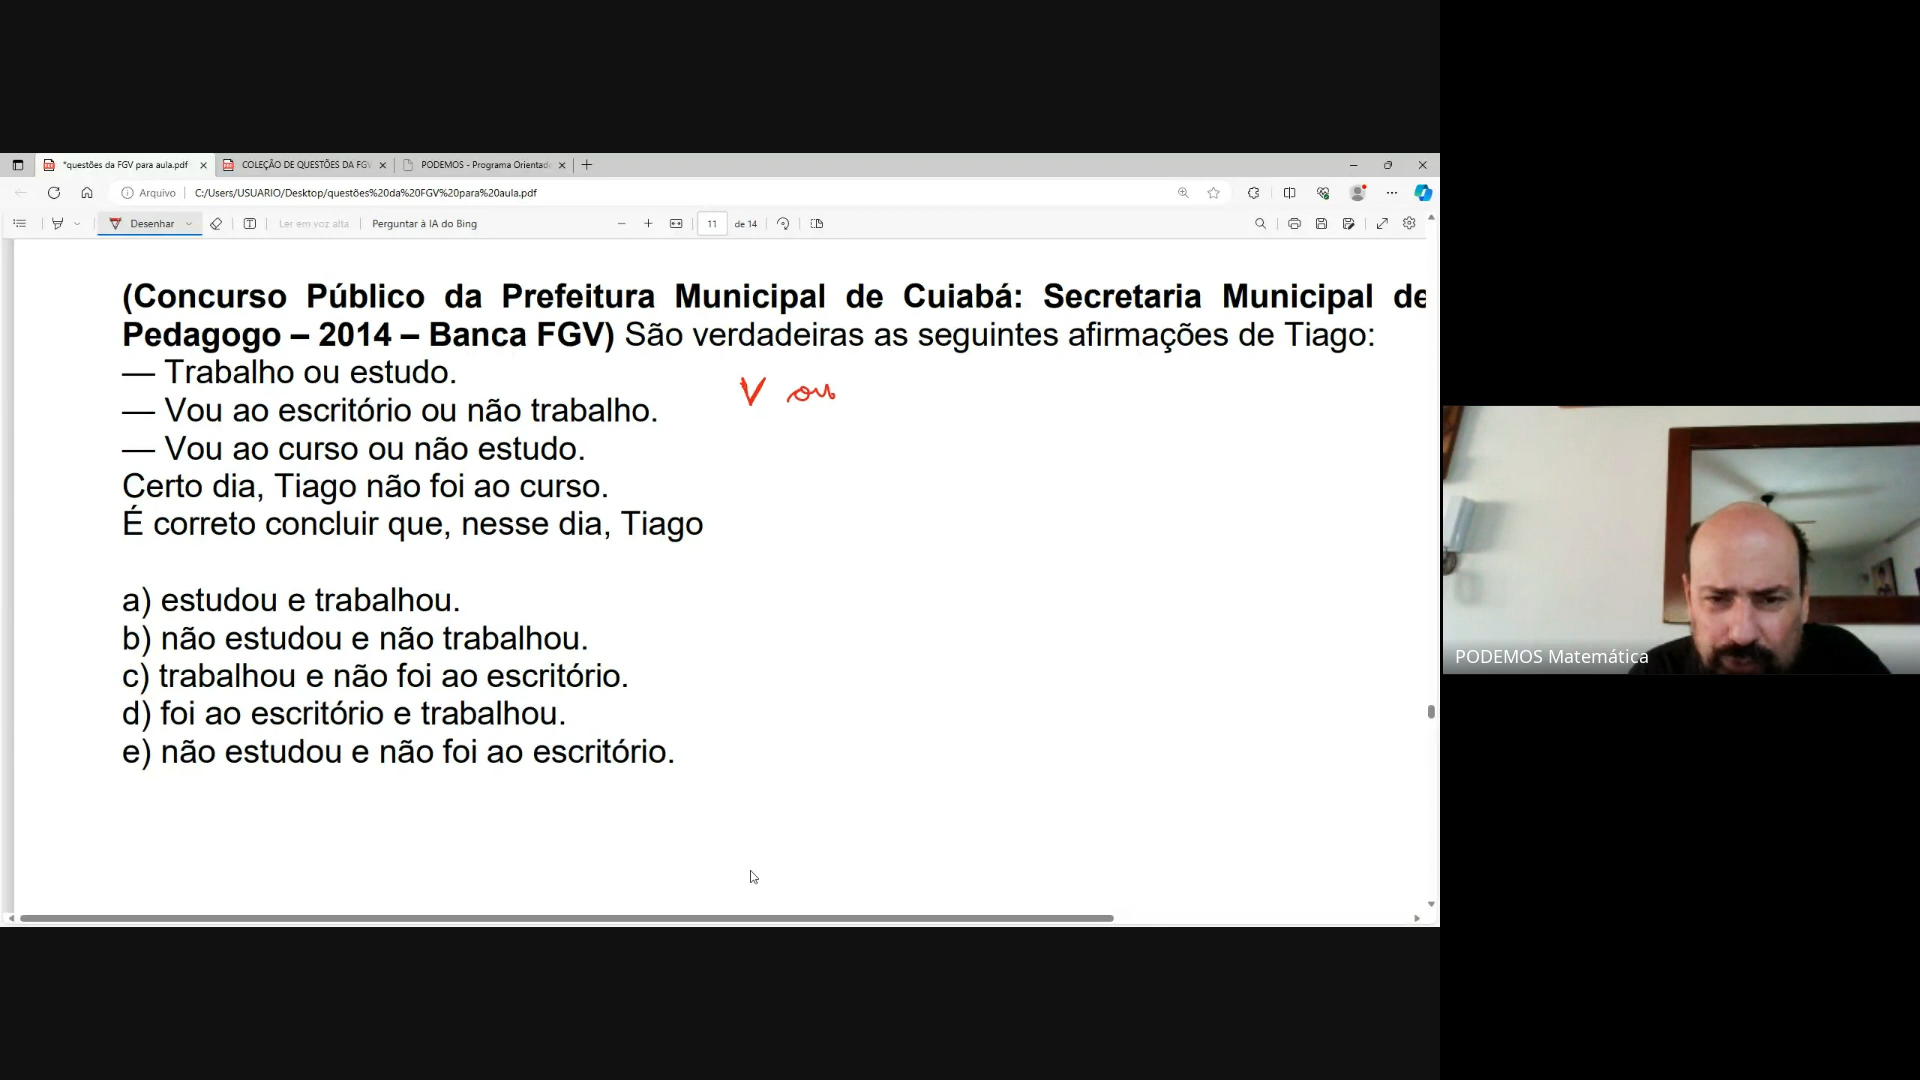 *questões da FGV para aula.pdf
COLEÇÃO DE QUESTÕES DA FGV
PODEMOS - Programa Orientad
Arquivo
C:/Users/USUARIO/Desktop/questões%20da%20FGV%20para%20aula.pdf
Desenhar
Ler em voz alta
Perguntar à IA do Bing
11
de 14
(Concurso Público da Prefeitura Municipal de Cuiabá: Secretaria Municipal de
Pedagogo – 2014 – Banca FGV) São verdadeiras as seguintes afirmações de Tiago:
— Trabalho ou estudo.
V ou
— Vou ao escritório ou não trabalho.
— Vou ao curso ou não estudo.
Certo dia, Tiago não foi ao curso.
É correto concluir que, nesse dia, Tiago
a) estudou e trabalhou.
b) não estudou e não trabalhou.
c) trabalhou e não foi ao escritório.
d) foi ao escritório e trabalhou.
e) não estudou e não foi ao escritório.
PODEMOS Matemática